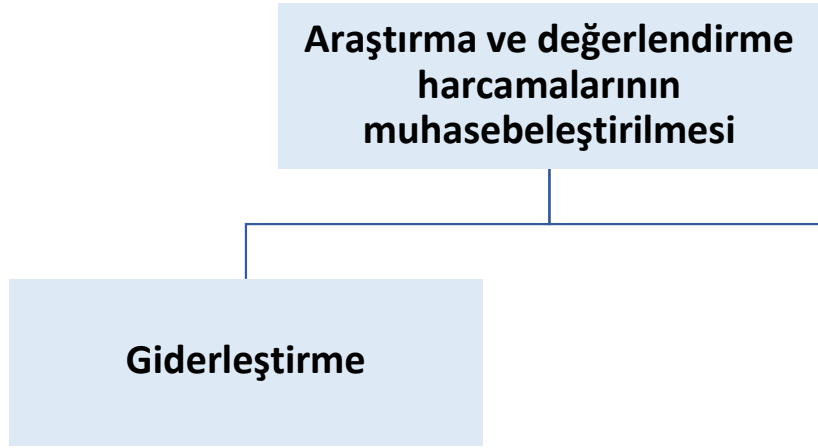 Araştırma ve değerlendirme
harcamalarının
muhasebeleştirilmesi
Giderleştirme